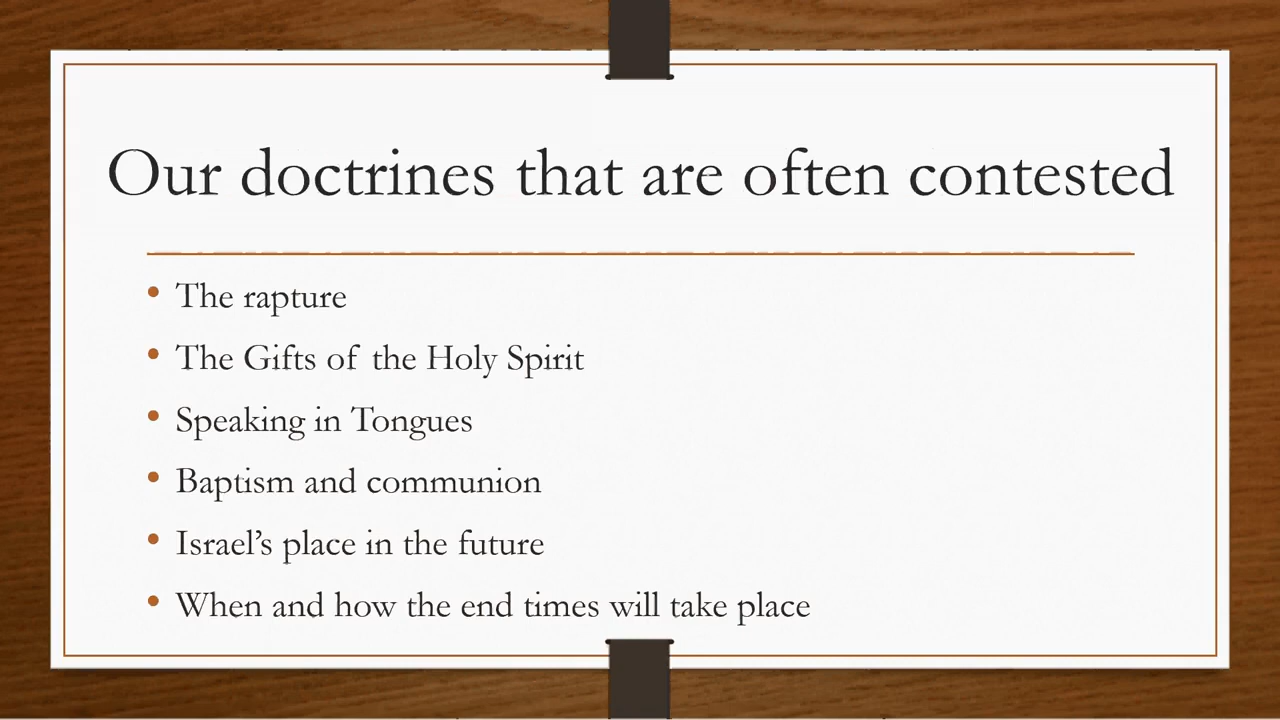 Our doctrines that are often contested
• The rapture
• The Gifts of the Holy Spirit
• Speaking in Tongues
• Baptism and communion
• Israel’s place in the future
• When and how the end times will take place